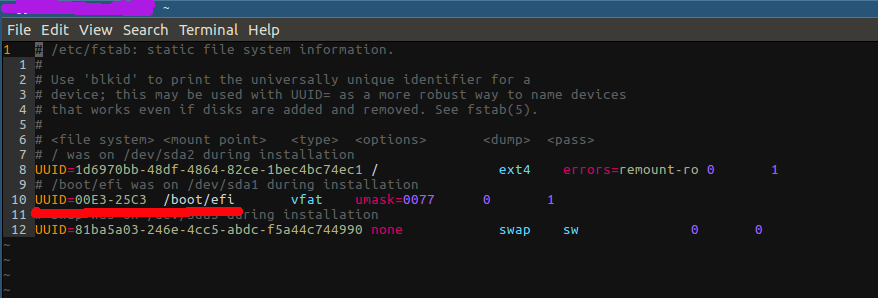 ~
File Edit View Search Terminal Help
1 # /etc/fstab: static file system information.
1 #
2 # Use 'blkid' to print the universally unique identifier for a
3 # device; this may be used with UUID= as a more robust way to name devices
4 # that works even if disks are added and removed. See fstab(5).
5 #
6 # <file system> <mount point> <type> <options> <dump> <pass>
7 # / was on /dev/sda2 during installation
8 UUID=1d6970bb-48df-4864-82ce-1bec4bc74ec1 / ext4 errors=remount-ro 0 1
9 # /boot/efi was on /dev/sda1 during installation
10 UUID=00E3-25C3 /boot/efi vfat umask=0077 0 1
11 during installation
12 UUID=81ba5a03-246e-4cc5-abdc-f5a44c744990 none swap sw 0 0
~
~
~
~